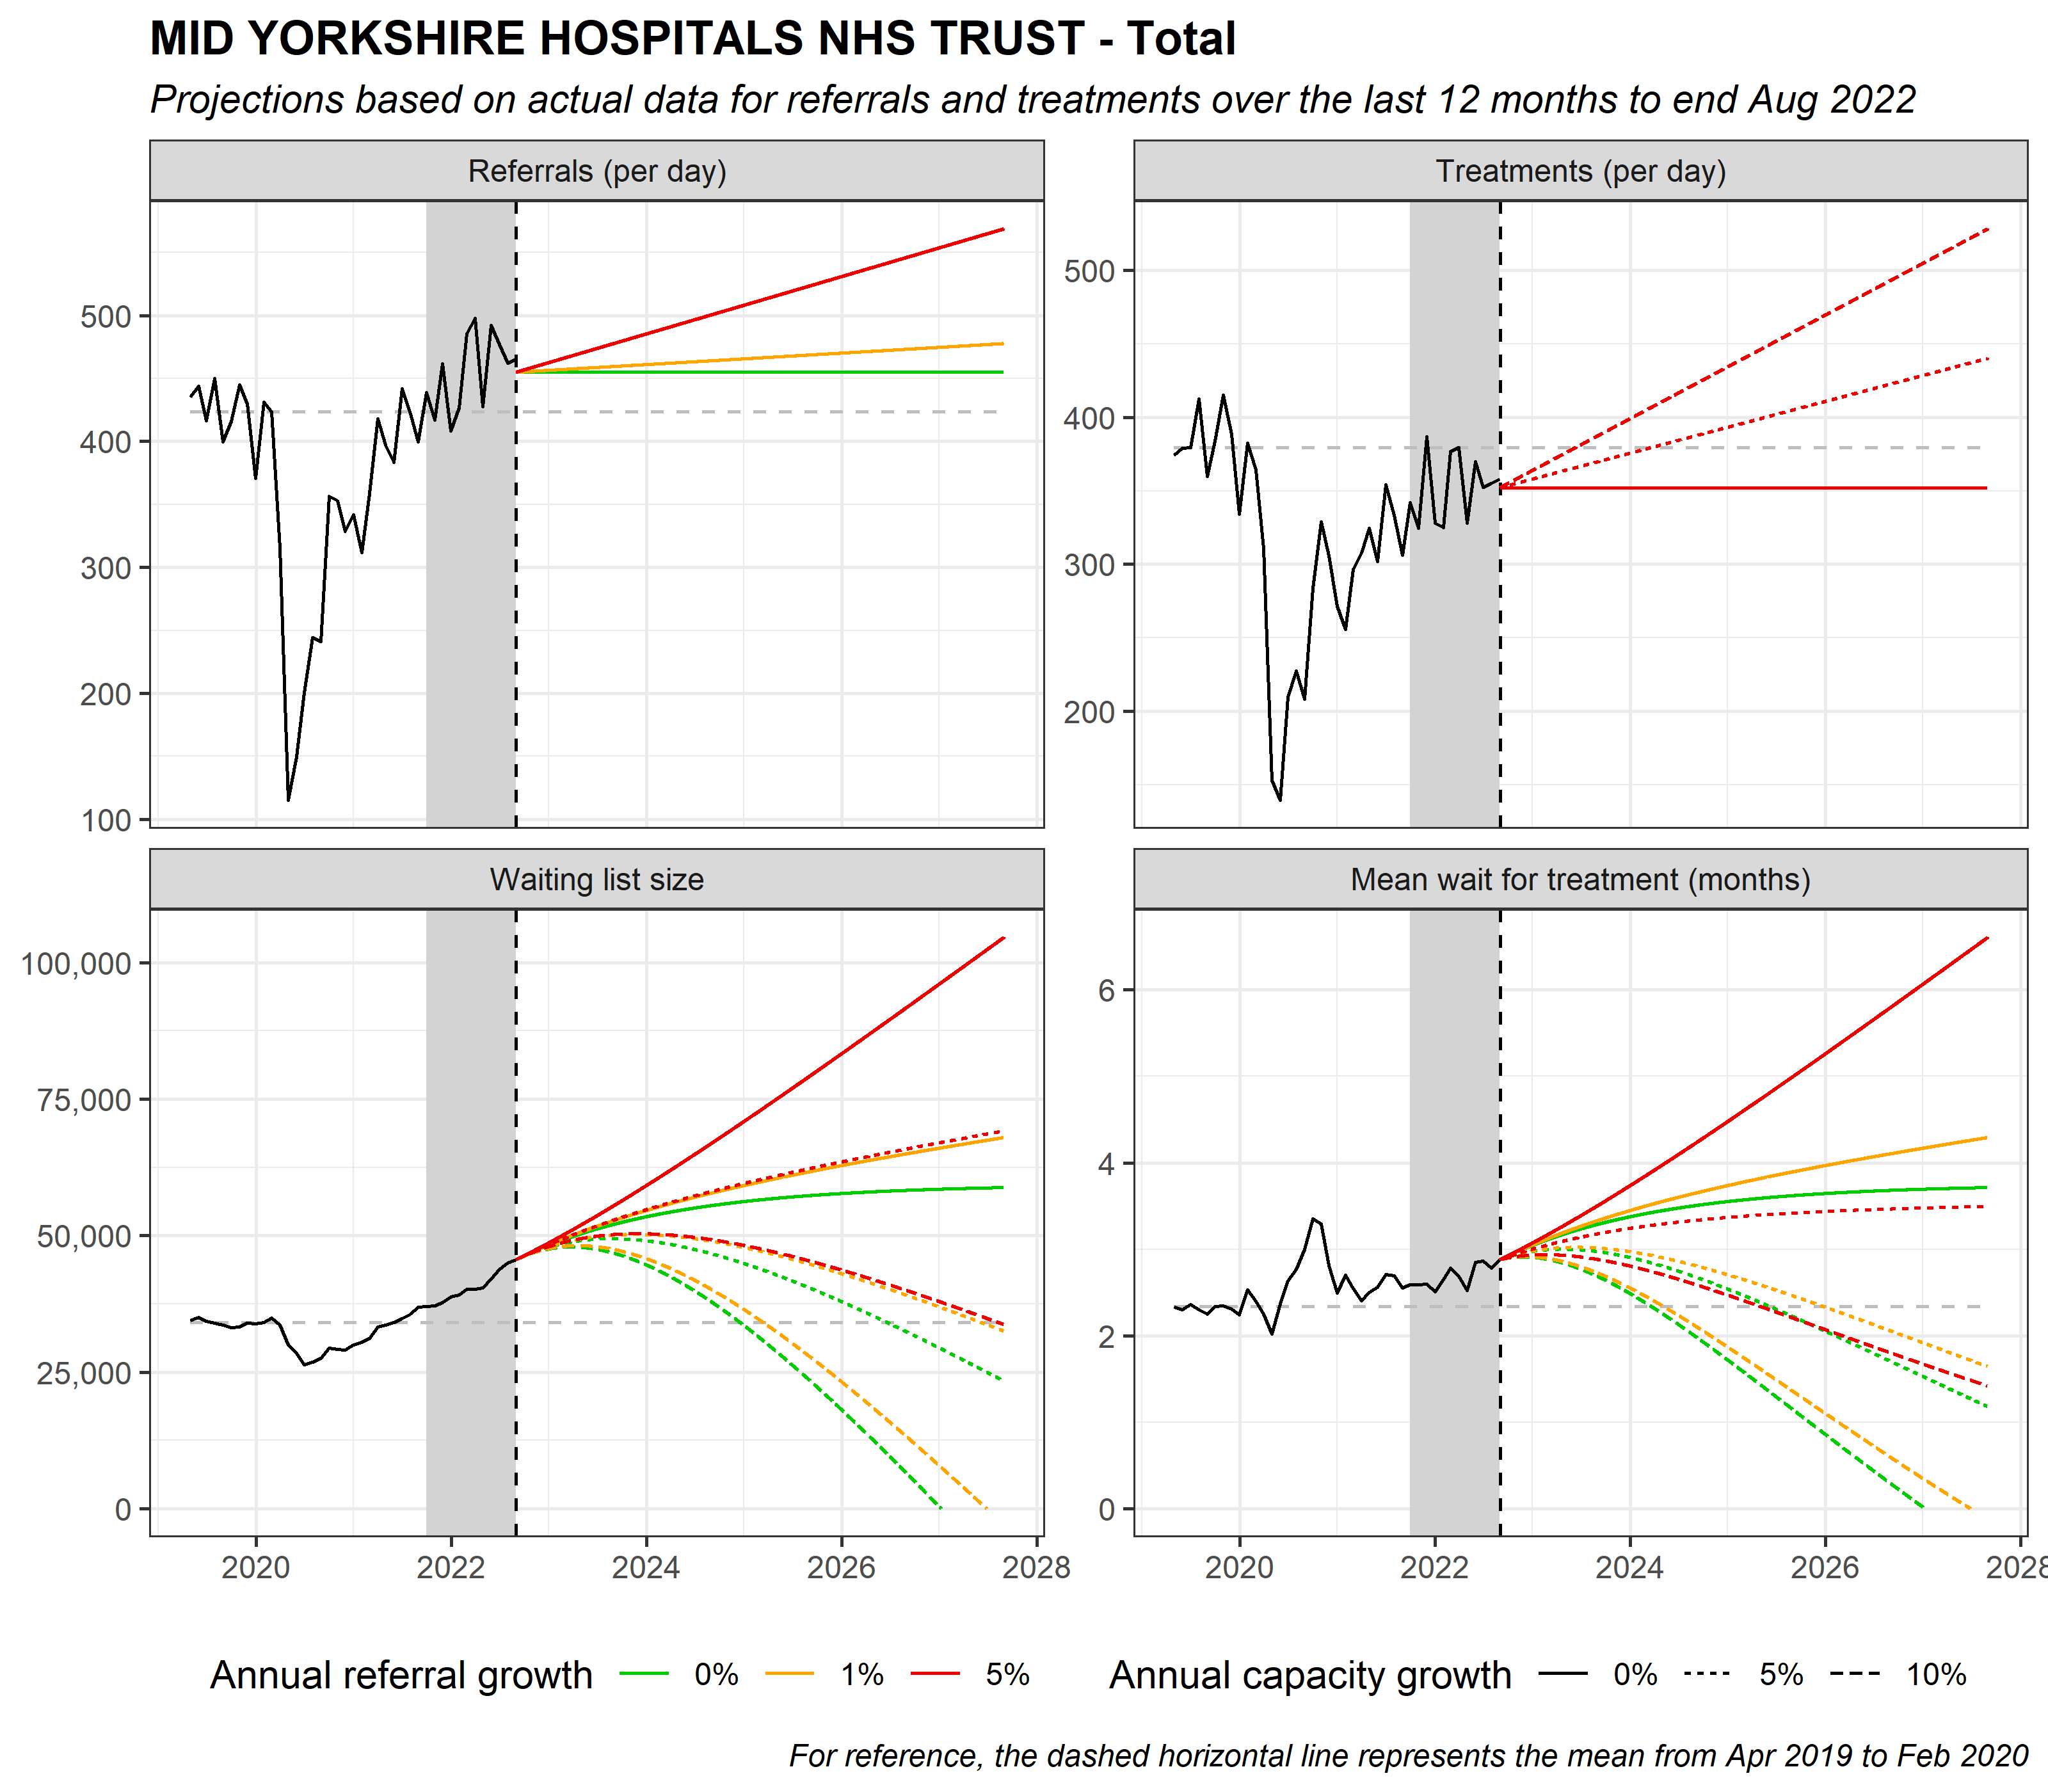 MID YORKSHIRE HOSPITALS NHS TRUST - Total
Projections based on actual data for referrals and treatments over the last 12 months to end Aug 2022
Referrals (per day)
500
400
300
200
100
Treatments (per day)
500
400
300
200
Waiting list size
100,000
75,000
50,000
25,000
0
2020 2022 2024 2026 2028
Mean wait for treatment (months)
6
4
2
0
2020 2022 2024 2026 2028
Annual referral growth 0% 1% 5%
Annual capacity growth 0% 5% 10%
For reference, the dashed horizontal line represents the mean from Apr 2019 to Feb 2020